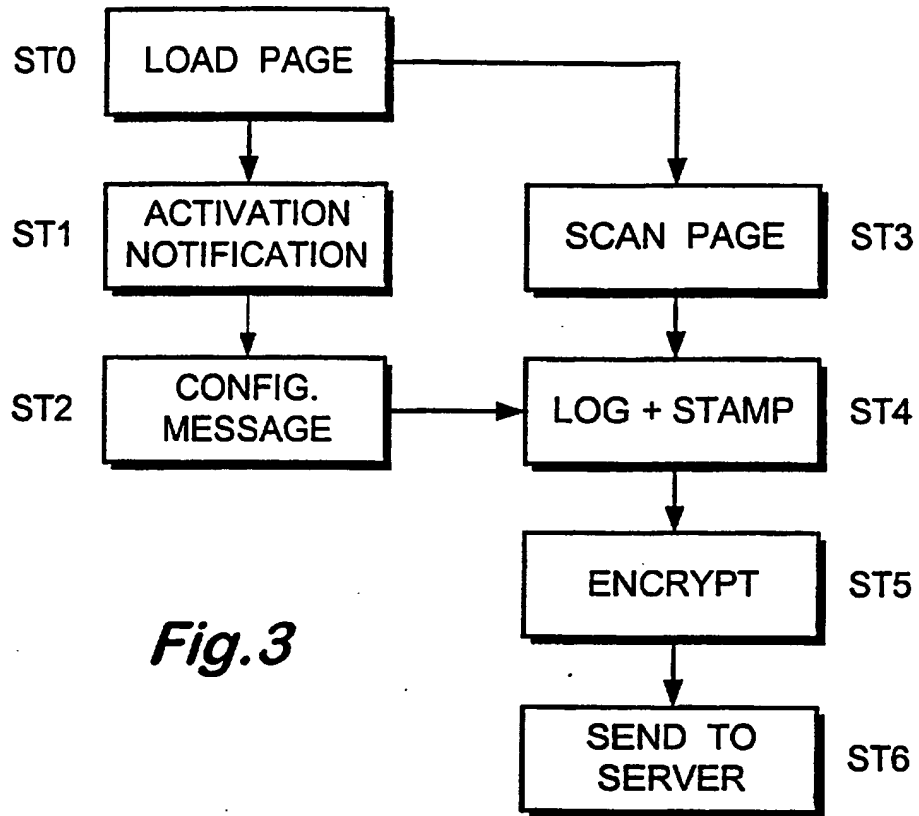 ST0
LOAD PAGE
ST1
ACTIVATION
NOTIFICATION
SCAN PAGE
ST3
ST2
CONFIG.
MESSAGE
LOG + STAMP
ST4
ENCRYPT
ST5
Fig.3
SEND TO
SERVER
ST6